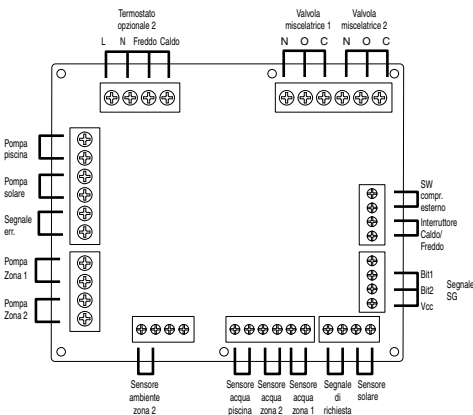 Termostato
opzionale 2
L N Freddo Caldo
Valvola
miscelatrice 1
N O C
Valvola
miscelatrice 2
N O C
Pompa
piscina
Pompa
solare
Segnale
err.
Pompa
Zona 1
Pompa
Zona 2
SW
compr.
esterno
Interruttore
Caldo/
Freddo
Bit1
Bit2
Vcc
Segnale
SG
Sensore
ambiente
zona 2
Sensore
acqua
piscina
Sensore
acqua
zona 2
Sensore
acqua
zona 1
Segnale
di
richiesta
Sensore
solare